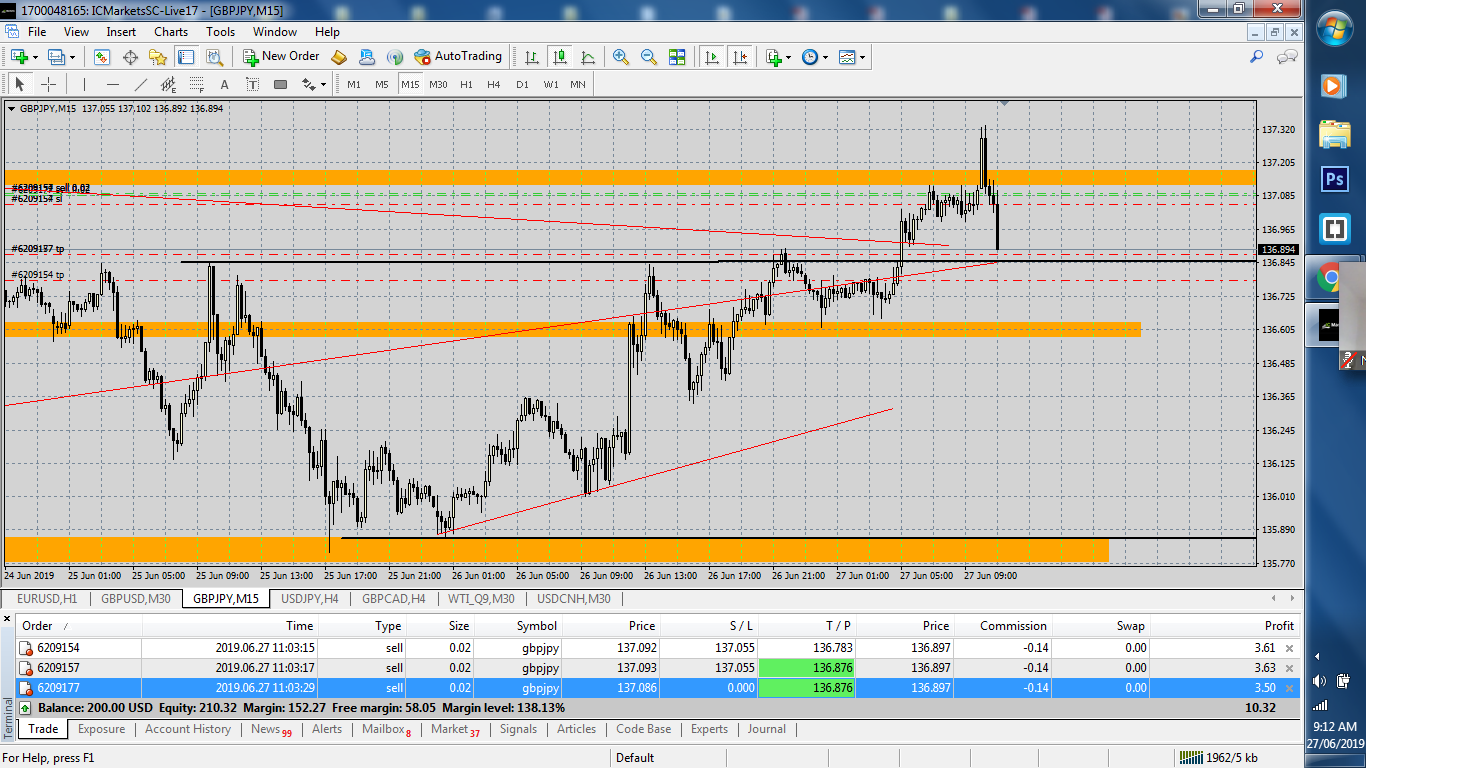 1700048165: ICMarketsSC-Live17 - [GBPJPY,M15]
File View Insert Charts Tools Window Help
New Order AutoTrading
A T M1 M5 M15 M30 H1 H4 D1 W1 MN
GBPJPY,M15 137.055 137.102 136.892 136.894
137.320
137.205
#6209154 sl
137.085
136.965
136.894
136.845
#6209154 tp
136.725
136.605
136.485
136.365
136.245
136.125
136.010
135.890
135.770
24 Jun 2019 25 Jun 01:00 25 Jun 05:00 25 Jun 09:00 25 Jun 13:00 25 Jun 17:00 25 Jun 21:00 26 Jun 01:00 26 Jun 05:00 26 Jun 09:00 26 Jun 13:00 26 Jun 17:00 26 Jun 21:00 27 Jun 01:00 27 Jun 05:00 27 Jun 09:00
EURUSD,H1 GBPUSD,M30 GBPJPY,M15 USDJPY,H4 GBPCAD,H4 WTI_Q9,M30 USDCNH,M30
Order / Time Type Size Symbol Price S / L T / P Price Commission Swap Profit
6209154 2019.06.27 11:03:15 sell 0.02 gbpjpy 137.092 137.055 136.783 136.897 -0.14 0.00 3.61
6209157 2019.06.27 11:03:17 sell 0.02 gbpjpy 137.093 137.055 136.876 136.897 -0.14 0.00 3.63
6209177 2019.06.27 11:03:29 sell 0.02 gbpjpy 137.086 0.000 136.876 136.897 -0.14 0.00 3.50
Balance: 200.00 USD Equity: 210.32 Margin: 152.27 Free margin: 58.05 Margin level: 138.13% 10.32
Terminal
Trade Exposure Account History News 99 Alerts Mailbox 8 Market 37 Signals Articles Code Base Experts Journal
For Help, press F1 Default 1962/5 kb
Ps
9:12 AM
27/06/2019